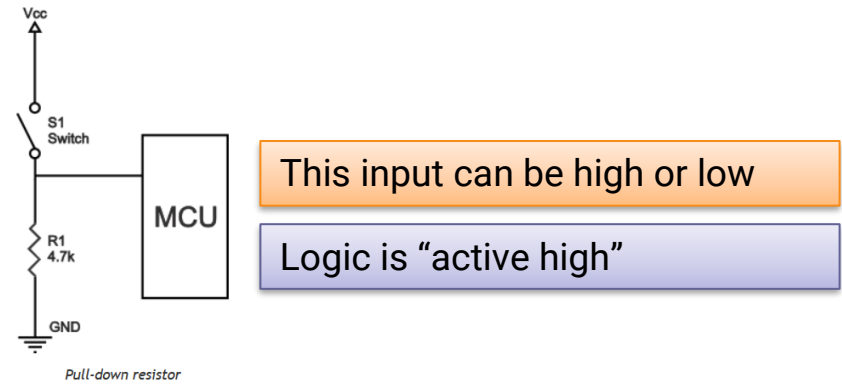 Vcc
S1
Switch
This input can be high or low
MCU
Logic is “active high”
R1
4.7k
GND
Pull-down resistor